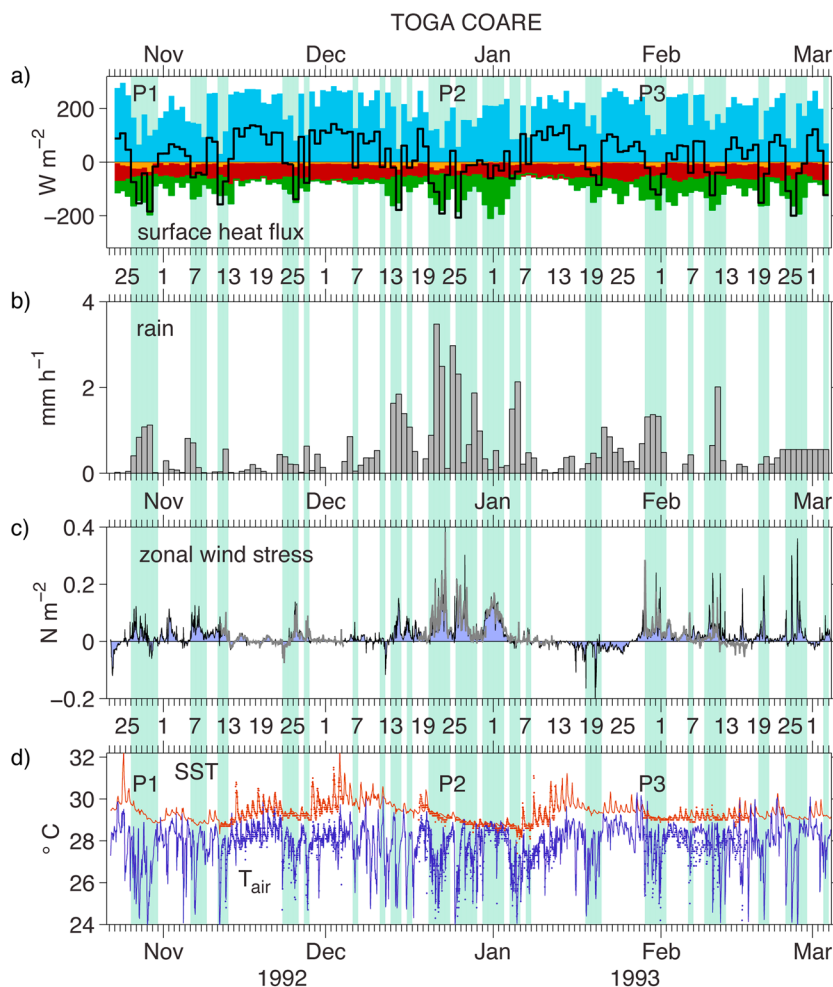 TOGA COARE
Nov Dec Jan Feb Mar
a)
P1 P2 P3
200
0
−200
W m−2
surface heat flux
25 1 7 13 19 25 1 7 13 19 25 1 7 13 19 25 1 7 13 19 25 1
b)
4
2
0
mm h−1
rain
Nov Dec Jan Feb Mar
c)
0.4
0.2
0
−0.2
N m−2
zonal wind stress
25 1 7 13 19 25 1 7 13 19 25 1 7 13 19 25 1 7 13 19 25 1
d)
32
30
28
26
24
° C
P1 SST P2 P3
Tair
Nov Dec Jan Feb Mar
1992 1993